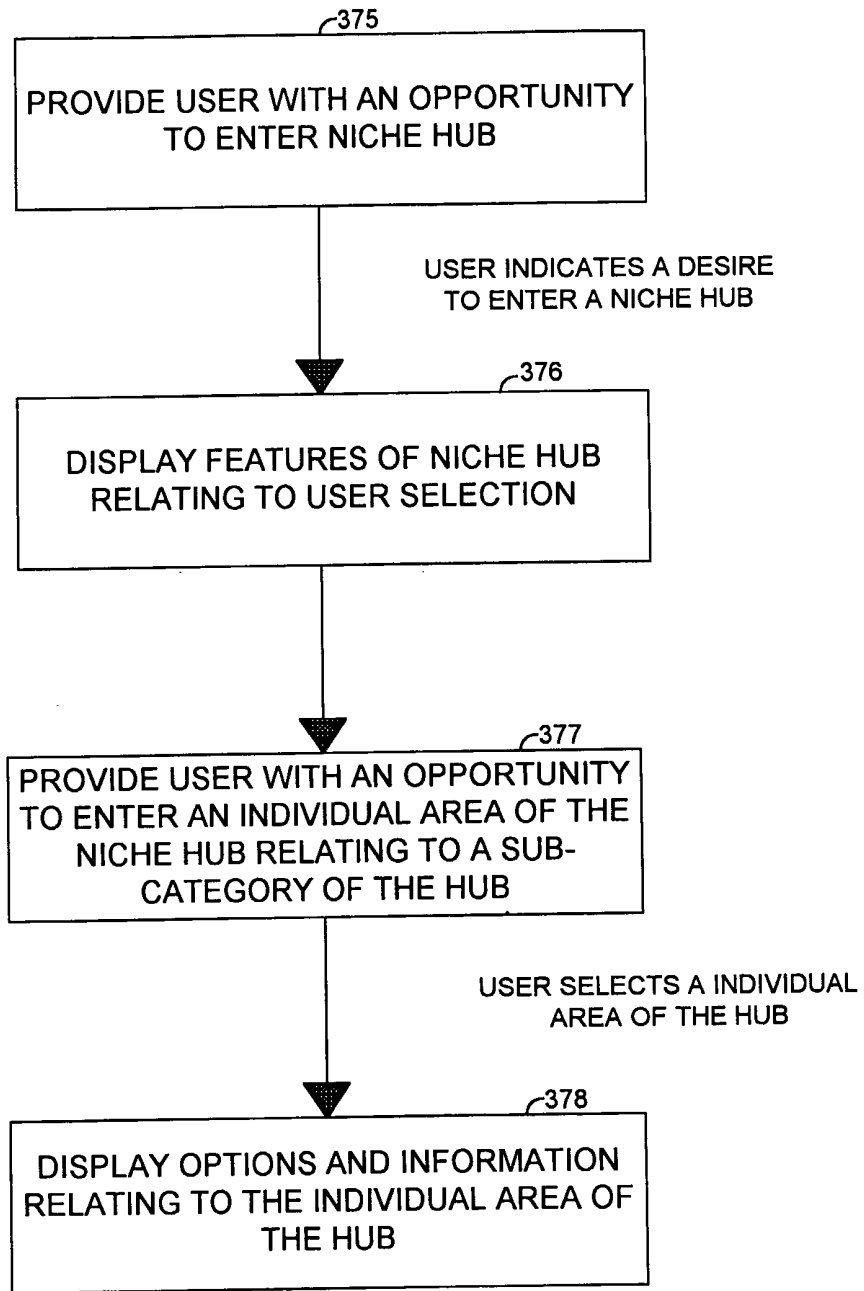 375
PROVIDE USER WITH AN OPPORTUNITY
TO ENTER NICHE HUB
USER INDICATES A DESIRE
TO ENTER A NICHE HUB
376
DISPLAY FEATURES OF NICHE HUB
RELATING TO USER SELECTION
377
PROVIDE USER WITH AN OPPORTUNITY
TO ENTER AN INDIVIDUAL AREA OF THE
NICHE HUB RELATING TO A SUB-
CATEGORY OF THE HUB
USER SELECTS A INDIVIDUAL
AREA OF THE HUB
378
DISPLAY OPTIONS AND INFORMATION
RELATING TO THE INDIVIDUAL AREA OF
THE HUB